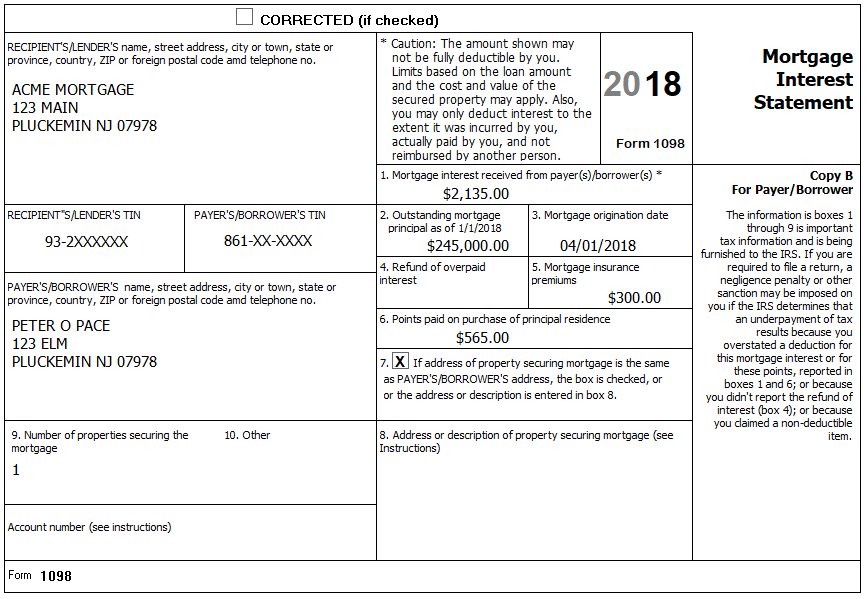 CORRECTED (if checked)
RECIPIENT'S/LENDER'S name, street address, city or town, state or
province, country, ZIP or foreign postal code amd telephone no.
ACME MORTGAGE
123 MAIN
PLUCKEMIN NJ 07978
* Caution: The amount shown may
not be fully deductible by you.
Limits based on the loan amount
and the cost and value of the
secured property may apply. Also,
you may only deduct interest to the
extent it was incurred by you,
actually paid by you, and not
reimbursed by another person.
2018
Form 1098
Mortgage
Interest
Statement
1. Mortgage interest received from payer(s)/borrower(s) *
$2,135.00
Copy B
For Payer/Borrower
The information is boxes 1
through 9 is important
tax information and is being
furnished to the IRS. If you are
required to file a return, a
negligence penalty or other
sanction may be imposed on
you if the IRS determines that
an underpayment of tax
results because you
overstated a deduction for
this mortgage interest or for
these points, reported in
boxes 1 and 6; or because
you didn't report the refund of
interest (box 4); or because
you claimed a non-deductible
item.
RECIPIENT"S/LENDER'S TIN
93-2XXXXXX
PAYER'S/BORROWER'S TIN
861-XX-XXXX
2. Outstanding mortgage
principal as of 1/1/2018
$245,000.00
3. Mortgage origination date
04/01/2018
4. Refund of overpaid
interest
5. Mortgage insurance
premiums
$300.00
PAYER'S/BORROWER'S name, street address, city or town, state or
province, country, ZIP or foreign postal code amd telephone no.
PETER O PACE
123 ELM
PLUCKEMIN NJ 07978
6. Points paid on purchase of principal residence
$565.00
7. X If address of property securing mortgage is the same
as PAYER'S/BORROWER'S address, the box is checked, or
or the address or description is entered in box 8.
9. Number of properties securing the
mortgage
1
10. Other
8. Address or description of property securing mortgage (see
Instructions)
Account number (see instructions)
Form 1098